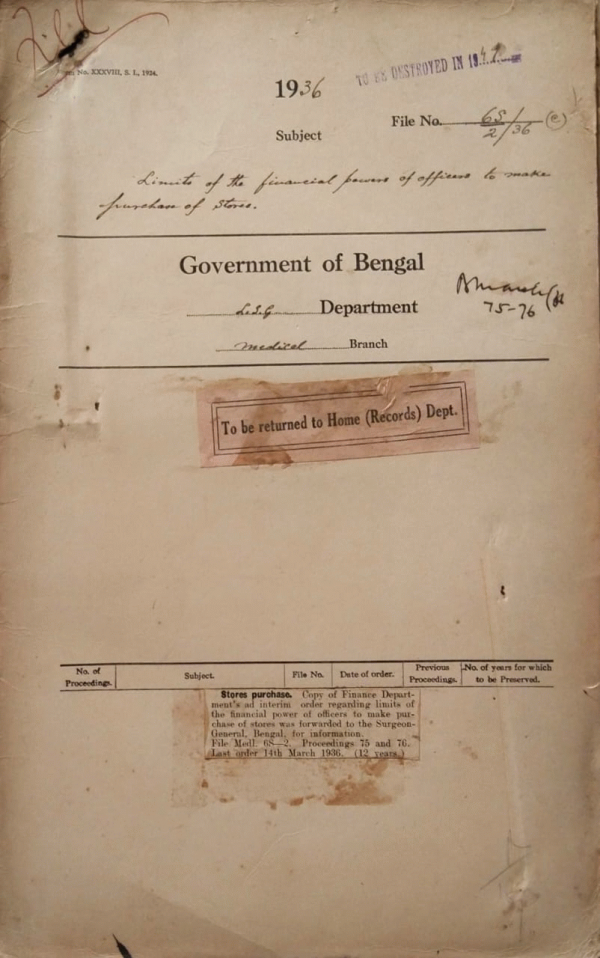 Filed
Form No. XXXVIII, S. I., 1924.
TO BE DESTROYED IN 194
1936
File No. 6S/2/36 (e)
Subject
Limits of the financial powers of officers to make
purchase of stores.
Government of Bengal
L.S.G Department
Medical Branch
75-76
To be returned to Home (Records) Dept.
No. of Proceedings. Subject. File No. Date of order. Previous Proceedings. No. of years for which to be Preserved.
Stores purchase. Copy of Finance Depart-
ment's ad interim order regarding limits of
the financial power of officers to make pur-
chase of stores was forwarded to the Surgeon-
General, Bengal, for information.
File Medl. 6S—2. Proceedings 75 and 76.
Last order 14th March 1936. (12 years.)